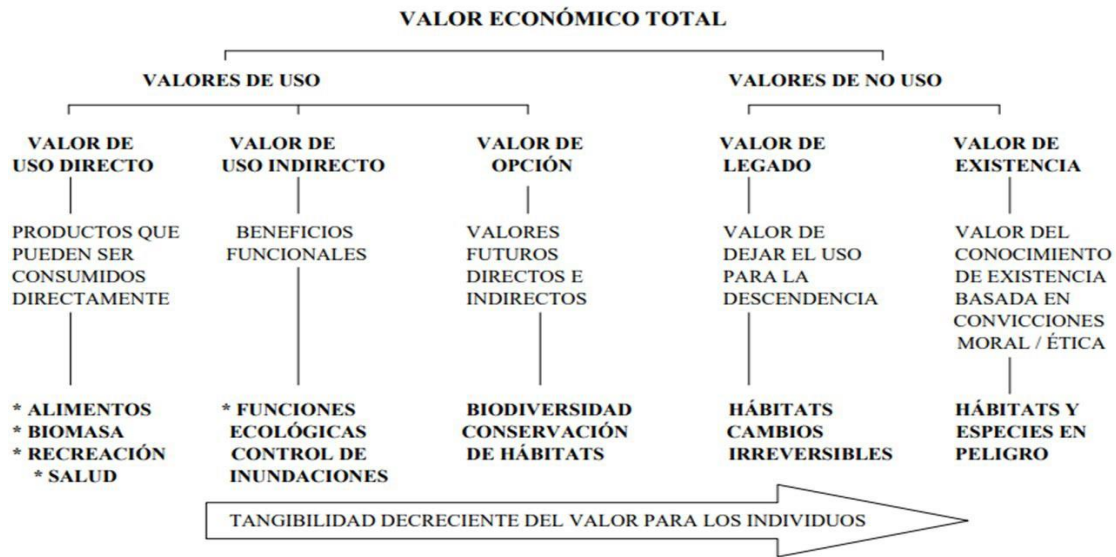 VALOR ECONÓMICO TOTAL
VALORES DE USO
VALORES DE NO USO
VALOR DE
USO DIRECTO
VALOR DE
USO INDIRECTO
VALOR DE
OPCIÓN
VALOR DE
LEGADO
VALOR DE
EXISTENCIA
PRODUCTOS QUE
PUEDEN SER
CONSUMIDOS
DIRECTAMENTE
BENEFICIOS
FUNCIONALES
VALORES
FUTUROS
DIRECTOS E
INDIRECTOS
VALOR DE
DEJAR EL USO
PARA LA
DESCENDENCIA
VALOR DEL
CONOCIMIENTO
DE EXISTENCIA
BASADA EN
CONVICCIONES
MORAL / ÉTICA
* ALIMENTOS
* BIOMASA
* RECREACIÓN
* SALUD
* FUNCIONES
ECOLÓGICAS
CONTROL DE
INUNDACIONES
BIODIVERSIDAD
CONSERVACIÓN
DE HÁBITATS
HÁBITATS
CAMBIOS
IRREVERSIBLES
HÁBITATS Y
ESPECIES EN
PELIGRO
TANGIBILIDAD DECRECIENTE DEL VALOR PARA LOS INDIVIDUOS